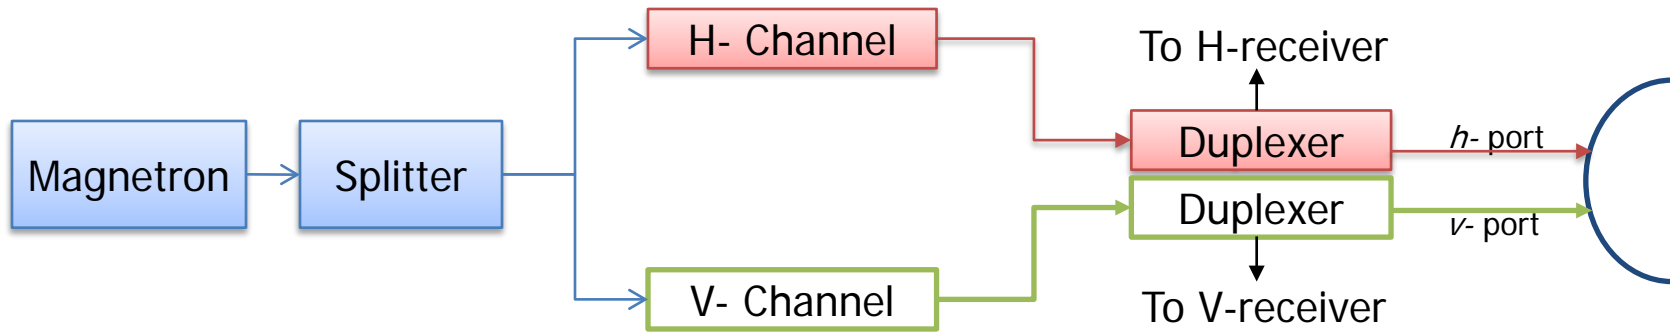 H- Channel
To H-receiver
Magnetron
Splitter
Duplexer
h- port
Duplexer
v- port
V- Channel
To V-receiver